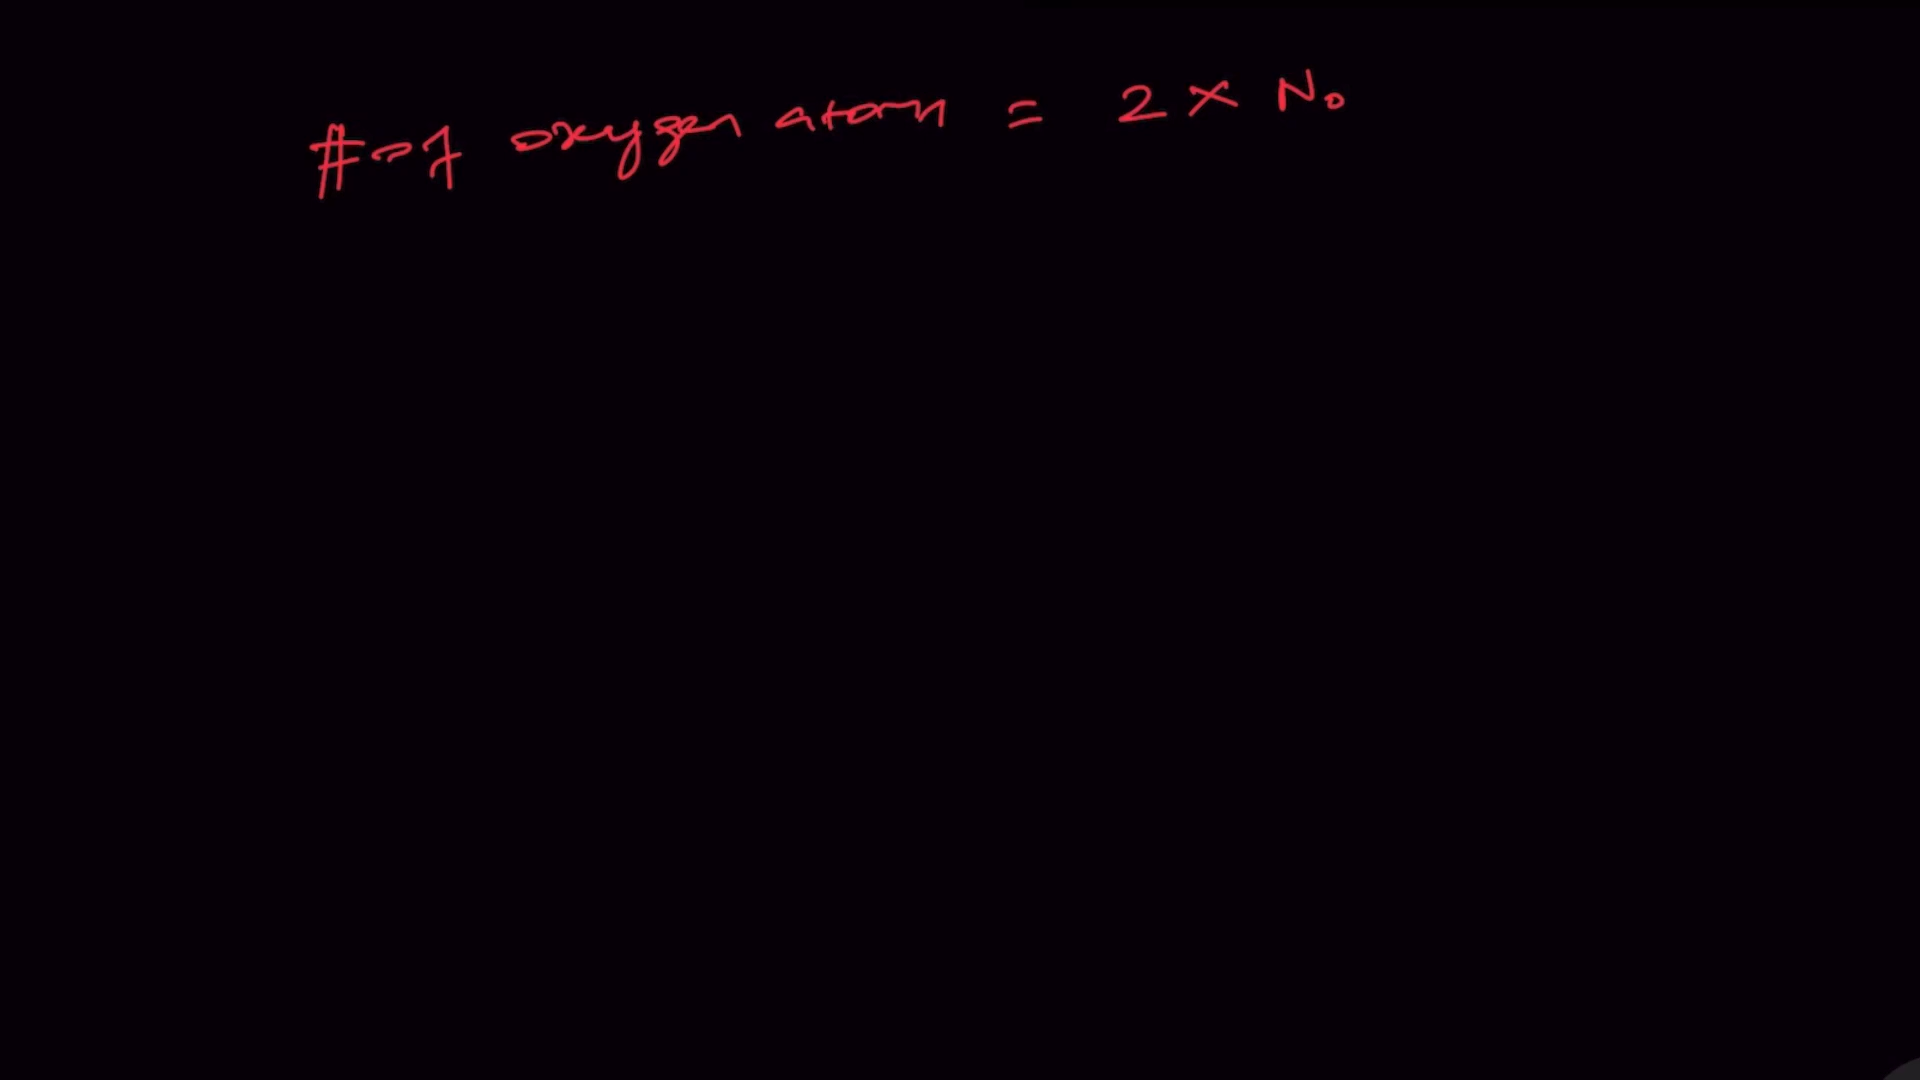 # of oxygen atom = 2 × N₀